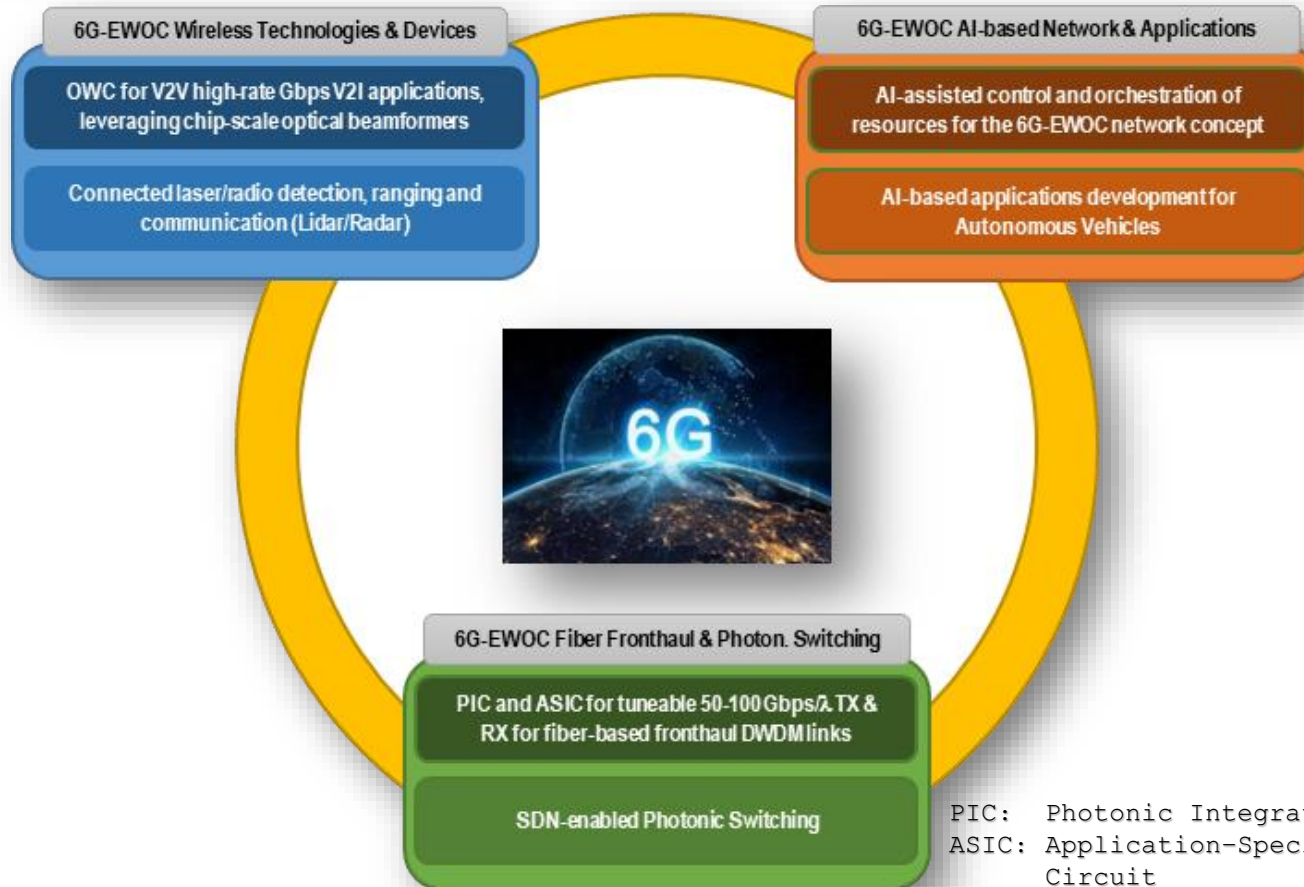 6G-EWOC Wireless Technologies & Devices
OWC for V2V high-rate Gbps V2I applications,
leveraging chip-scale optical beamformers
Connected laser/radio detection, ranging and
communication (Lidar/Radar)
6G-EWOC AI-based Network & Applications
AI-assisted control and orchestration of
resources for the 6G-EWOC network concept
AI-based applications development for
Autonomous Vehicles
6G
6G-EWOC Fiber Fronthaul & Photon. Switching
PIC and ASIC for tuneable 50-100 Gbps/λ TX &
RX for fiber-based fronthaul DWDM links
SDN-enabled Photonic Switching
PIC: Photonic
ASIC:
Circuit